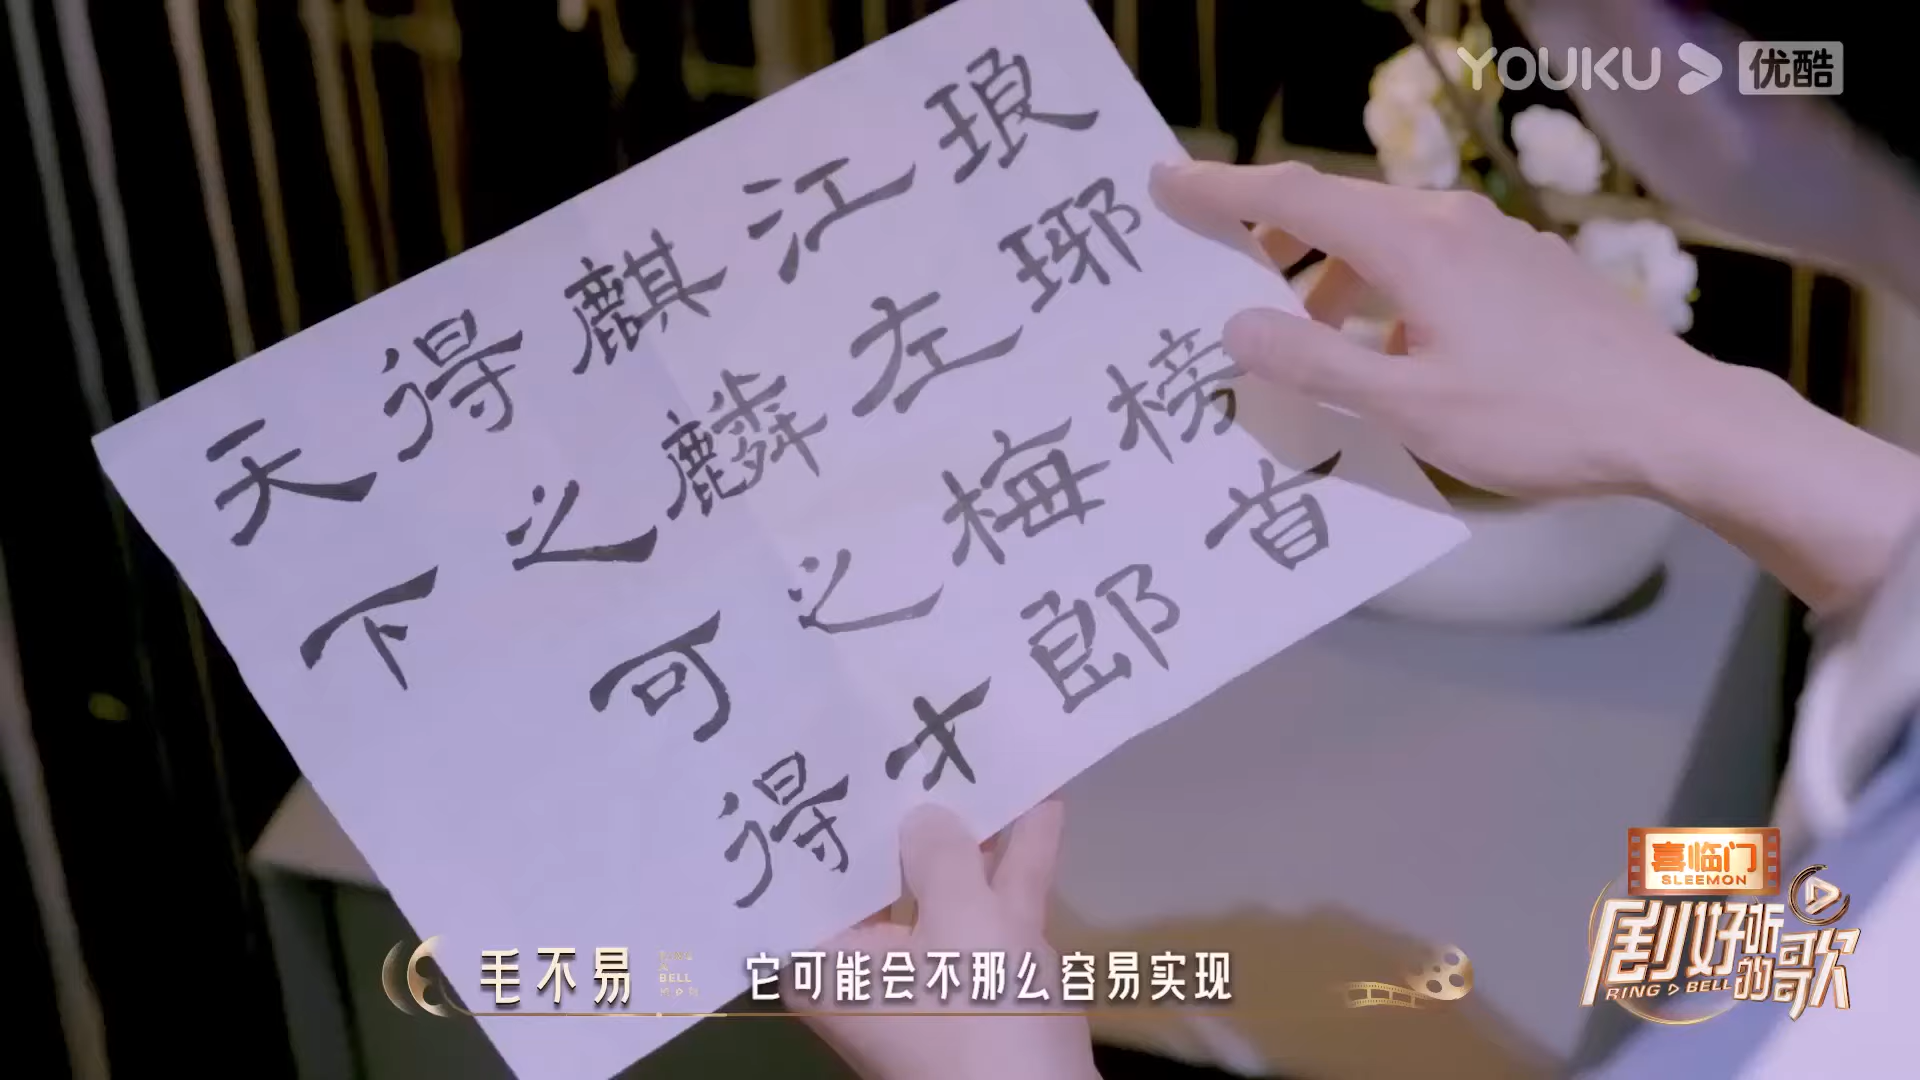 YOUKU 优酷
琅琊榜首
江左梅郎
麒麟之才
得之可得
天下
喜临门
SLEEMON
剧好听的歌
RING A BELL
毛不易
BELL
它可能会不那么容易实现